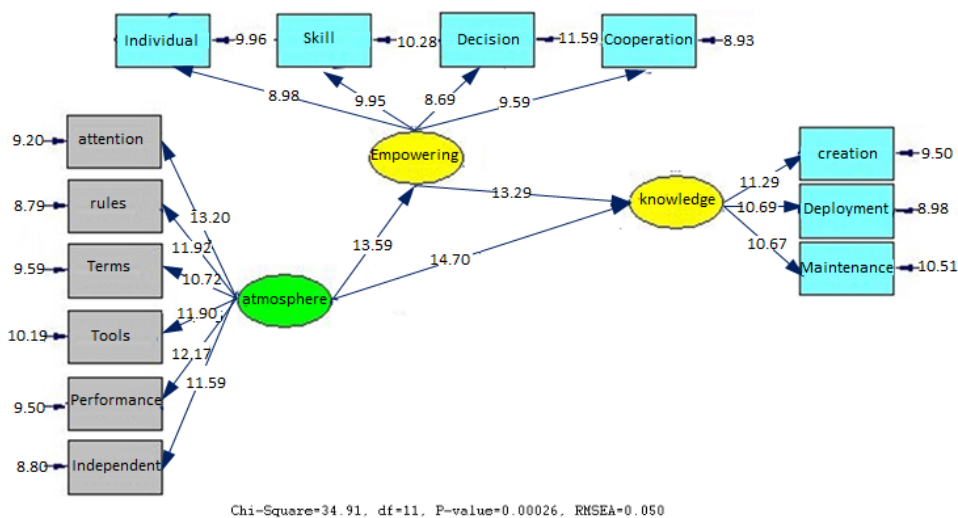 Individual
9.96
Skill
10.28
Decision
11.59
Cooperation
8.93
8.98
9.95
8.69
9.59
9.20
attention
Empowering
creation
9.50
11.29
8.79
rules
13.20
13.29
knowledge
10.69
Deployment
8.98
11.92
13.59
10.67
Maintenance
10.51
9.59
Terms
10.72
14.70
atmosphere
10.19
Tools
11.90
12.17
11.59
9.50
Performance
8.80
Independent
Chi-Square=34.91, df=11, P-value=0.00026, RMSEA=0.050